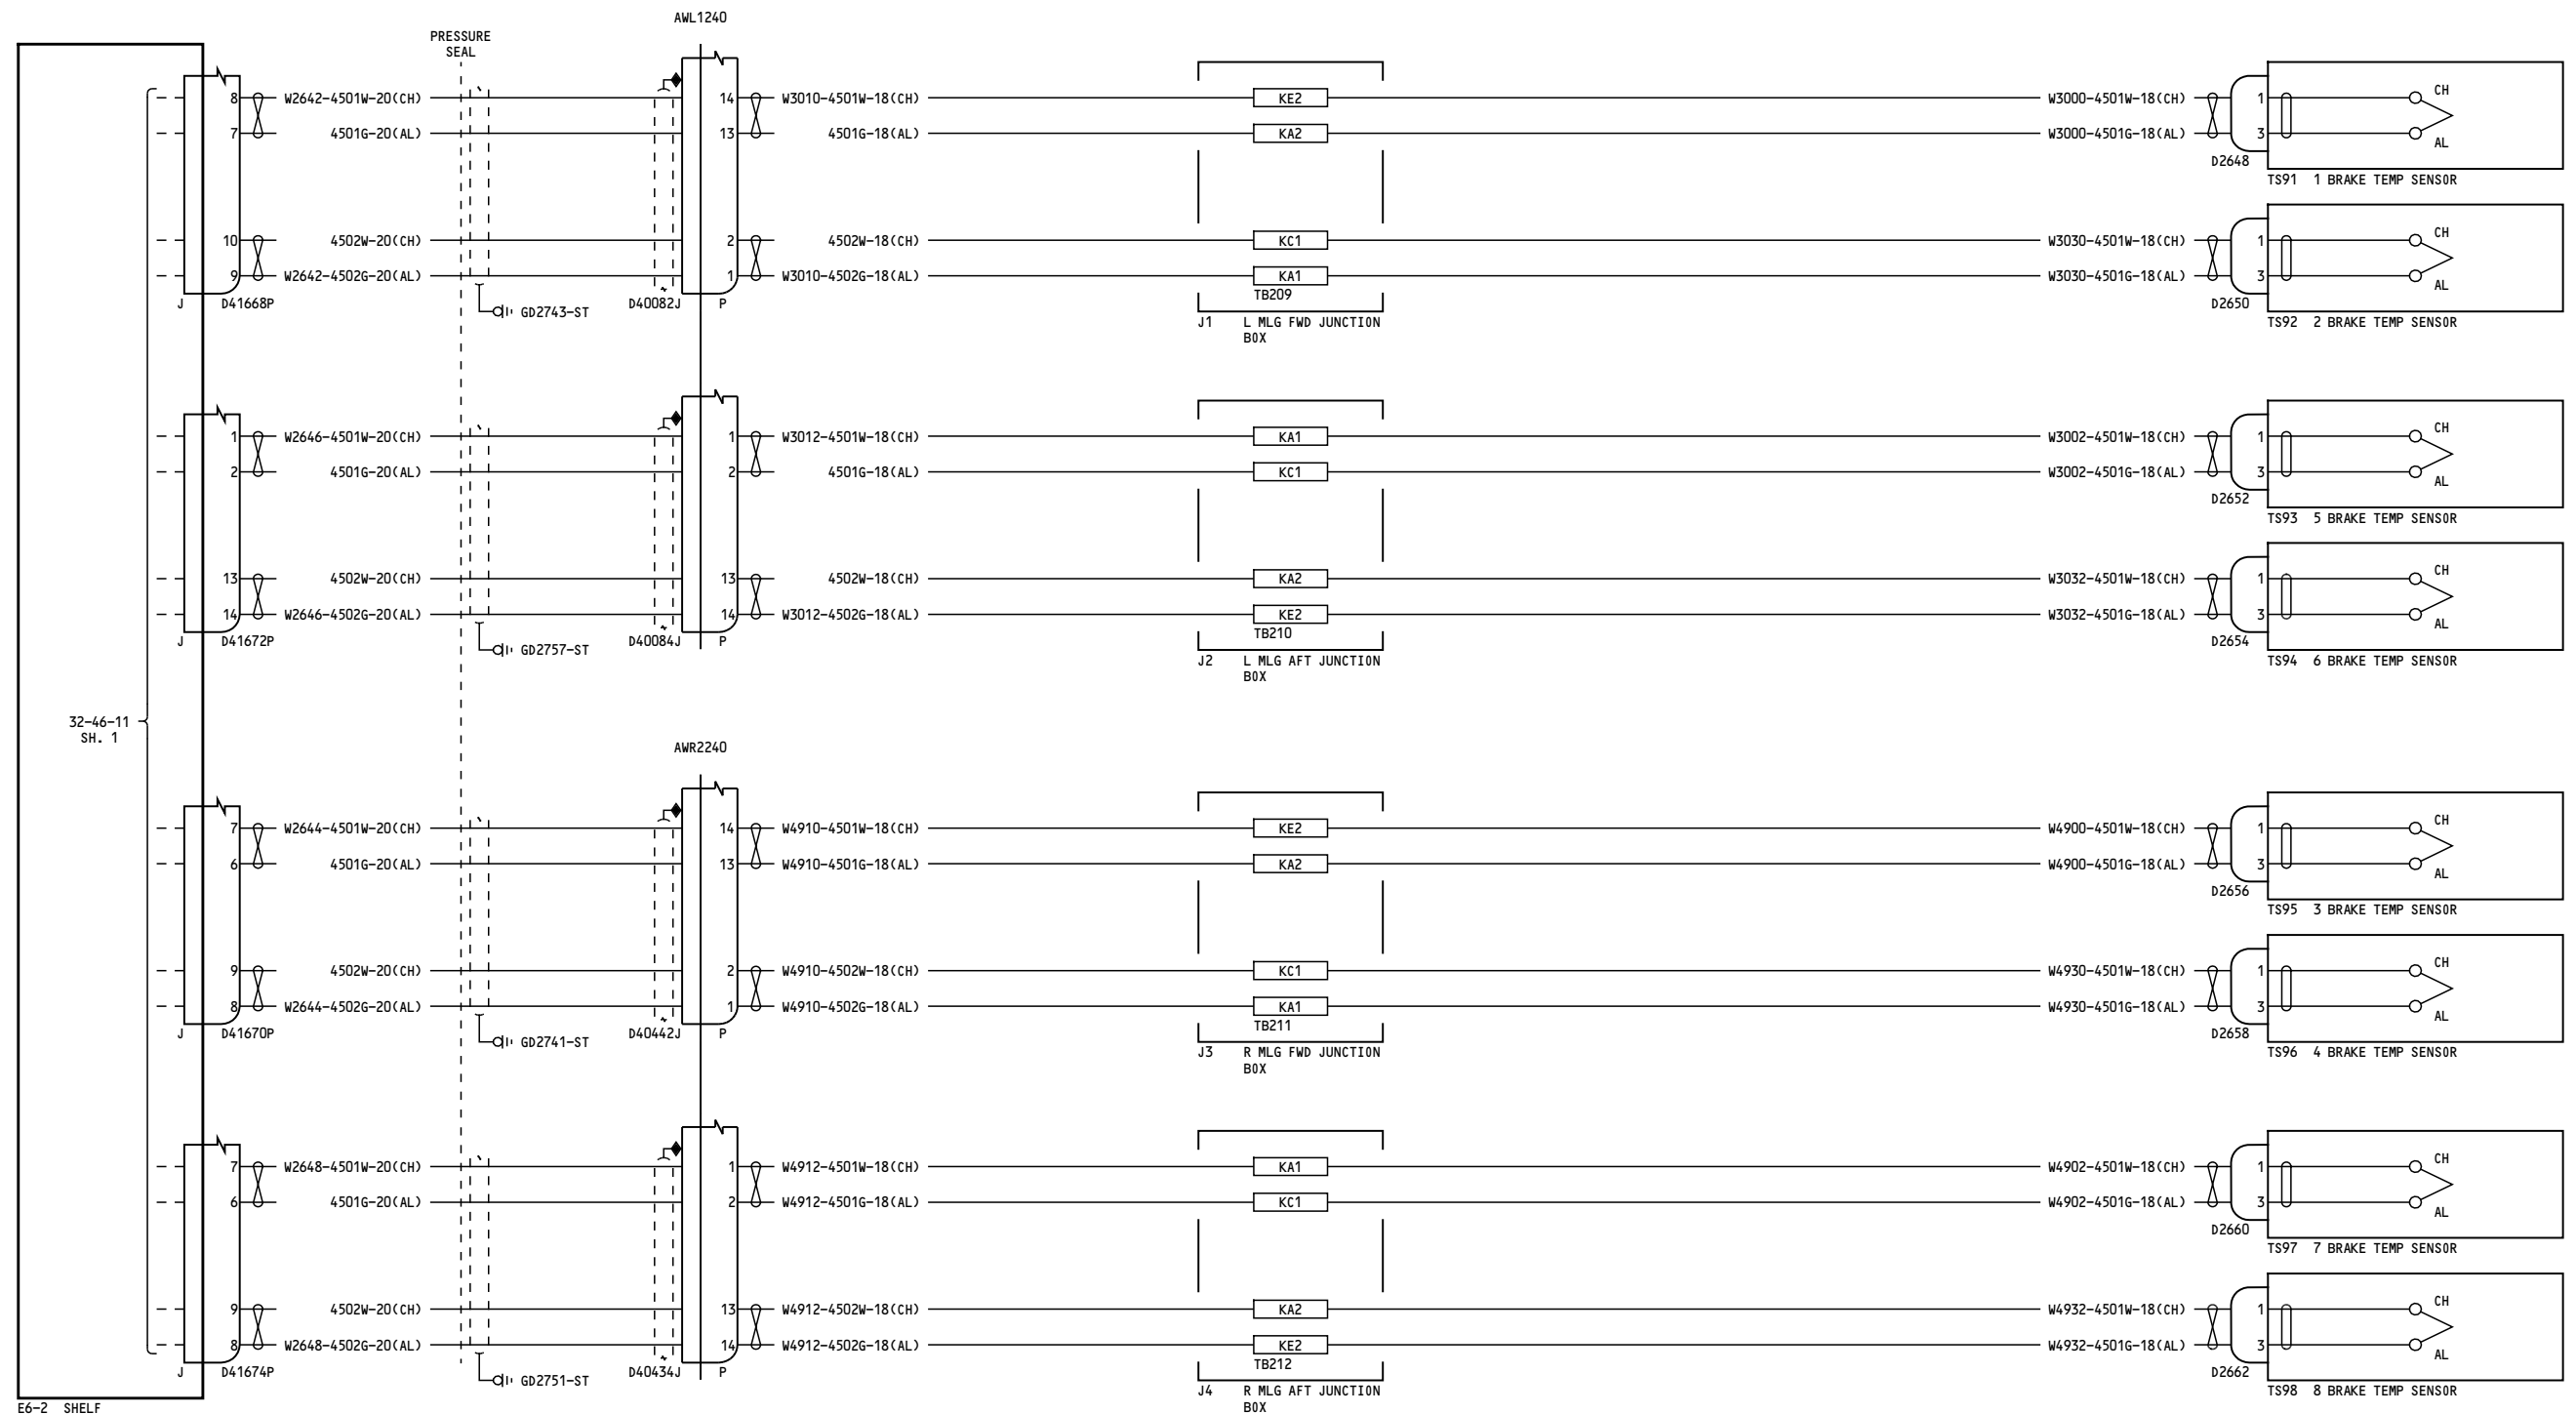 AWL1240
PRESSURE
SEAL
8 W2642-4501W-20(CH) 14 W3010-4501W-18(CH) KE2 W3000-4501W-18(CH) 1 CH
7 4501G-20(AL) 13 4501G-18(AL) KA2 W3000-4501G-18(AL) 3 AL
D2648
TS91 1 BRAKE TEMP SENSOR
10 4502W-20(CH) 2 4502W-18(CH) KC1 W3030-4501W-18(CH) 1 CH
9 W2642-4502G-20(AL) 1 W3010-4502G-18(AL) KA1 W3030-4501G-18(AL) 3 AL
TB209
J D41668P GD2743-ST D40082J P D2650
J1 L MLG FWD JUNCTION
BOX
TS92 2 BRAKE TEMP SENSOR
1 W2646-4501W-20(CH) 1 W3012-4501W-18(CH) KA1 W3002-4501W-18(CH) 1 CH
2 4501G-20(AL) 2 4501G-18(AL) KC1 W3002-4501G-18(AL) 3 AL
D2652
TS93 5 BRAKE TEMP SENSOR
13 4502W-20(CH) 13 4502W-18(CH) KA2 W3032-4501W-18(CH) 1 CH
14 W2646-4502G-20(AL) 14 W3012-4502G-18(AL) KE2 W3032-4501G-18(AL) 3 AL
TB210
J D41672P GD2757-ST D40084J P D2654
J2 L MLG AFT JUNCTION
BOX
TS94 6 BRAKE TEMP SENSOR
32-46-11
SH. 1
AWR2240
7 W2644-4501W-20(CH) 14 W4910-4501W-18(CH) KE2 W4900-4501W-18(CH) 1 CH
6 4501G-20(AL) 13 W4910-4501G-18(AL) KA2 W4900-4501G-18(AL) 3 AL
D2656
TS95 3 BRAKE TEMP SENSOR
9 4502W-20(CH) 2 W4910-4502W-18(CH) KC1 W4930-4501W-18(CH) 1 CH
8 W2644-4502G-20(AL) 1 W4910-4502G-18(AL) KA1 W4930-4501G-18(AL) 3 AL
TB211
J D41670P GD2741-ST D40442J P D2658
J3 R MLG FWD JUNCTION
BOX
TS96 4 BRAKE TEMP SENSOR
7 W2648-4501W-20(CH) 1 W4912-4501W-18(CH) KA1 W4902-4501W-18(CH) 1 CH
6 4501G-20(AL) 2 W4912-4501G-18(AL) KC1 W4902-4501G-18(AL) 3 AL
D2660
TS97 7 BRAKE TEMP SENSOR
9 4502W-20(CH) 13 W4912-4502W-18(CH) KA2 W4932-4501W-18(CH) 1 CH
8 W2648-4502G-20(AL) 14 W4912-4502G-18(AL) KE2 W4932-4501G-18(AL) 3 AL
TB212
J D41674P GD2751-ST D40434J P D2662
J4 R MLG AFT JUNCTION
BOX
TS98 8 BRAKE TEMP SENSOR
E6-2 SHELF